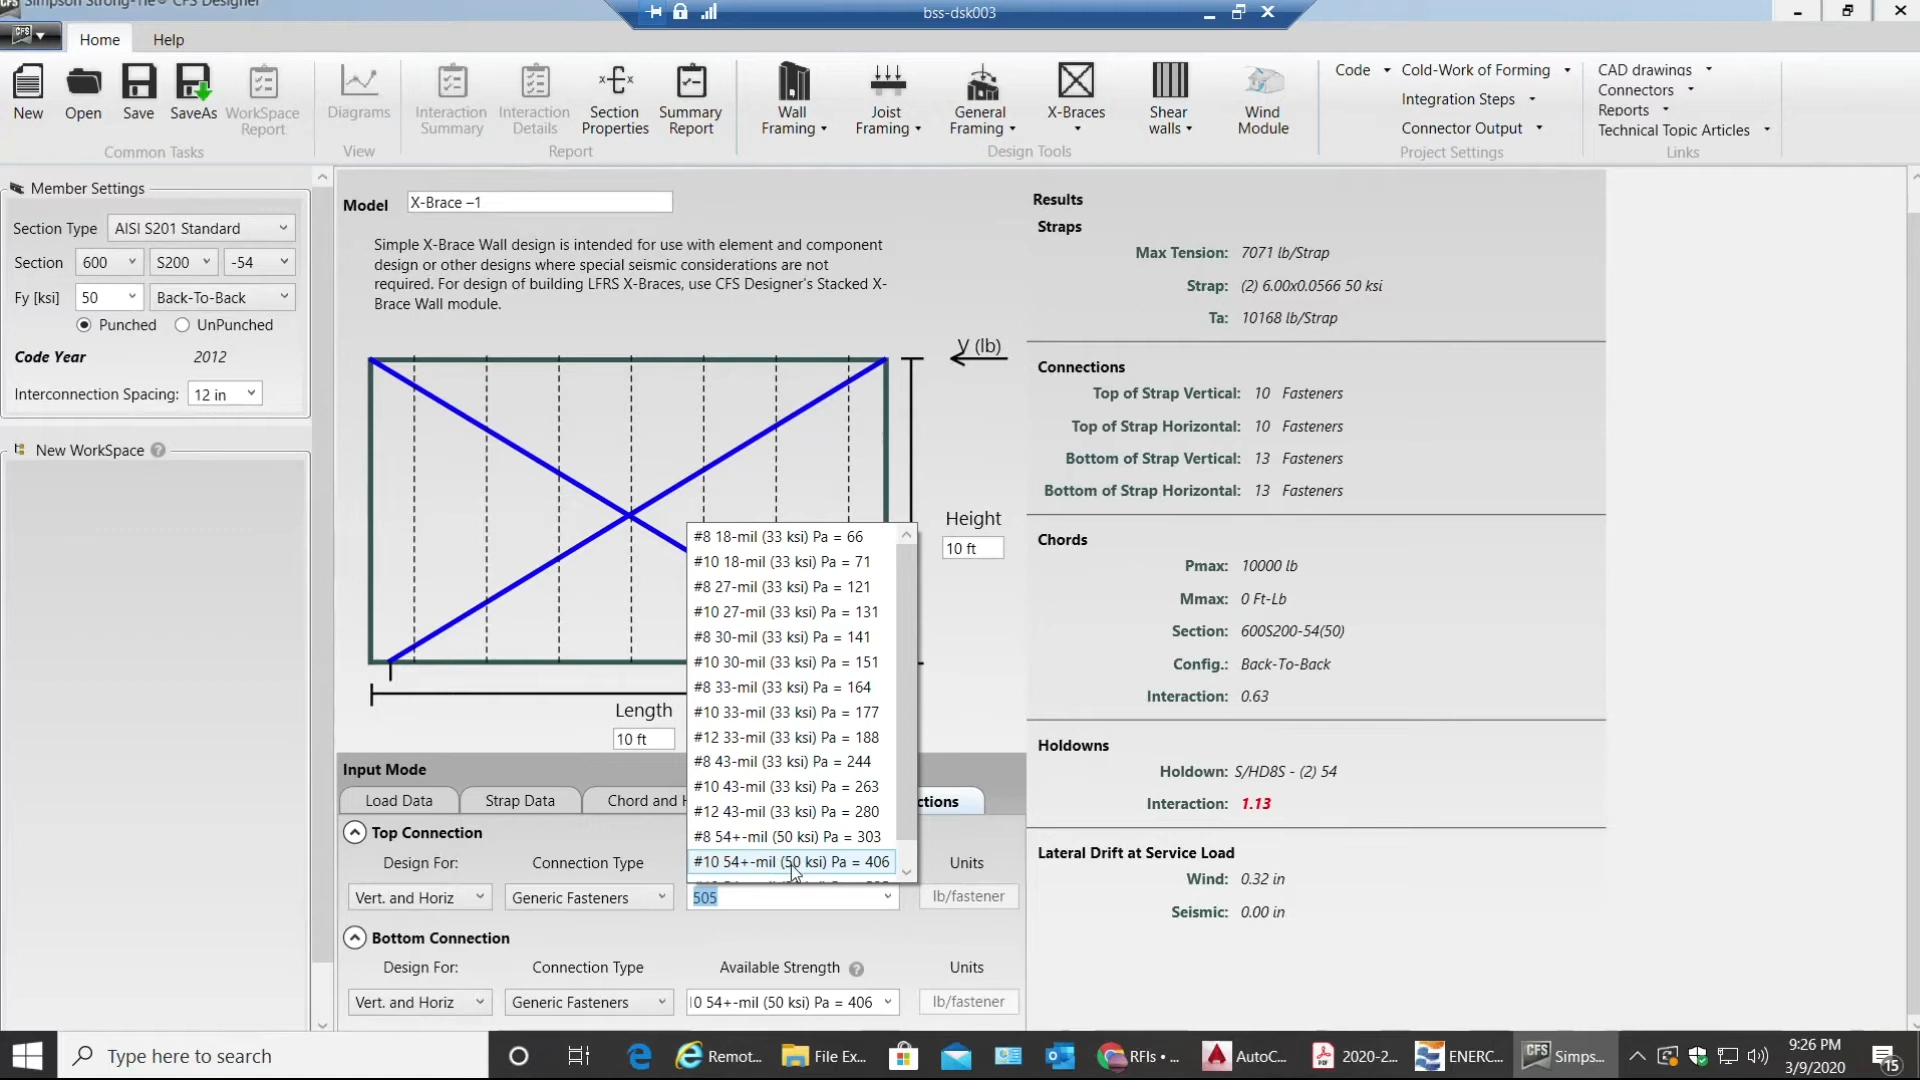 Simpson Strong-Tie® CFS Designer
bss-dsk003
CFS
Home Help
New Open Save SaveAs WorkSpace Report
Diagrams
Interaction Summary
Interaction Details
Section Properties
Summary Report
Wall Framing
Joist Framing
General Framing
X-Braces
Shear walls
Wind Module
Code
Cold-Work of Forming
Integration Steps
Connector Output
CAD drawings
Connectors
Reports
Technical Topic Articles
Common Tasks View Report Design Tools Project Settings Links
Member Settings
Section Type AISI S201 Standard
Section 600 S200 -54
Fy [ksi] 50 Back-To-Back
Punched UnPunched
Code Year 2012
Interconnection Spacing: 12 in
New WorkSpace ?
Model X-Brace –1
Simple X-Brace Wall design is intended for use with element and component
design or other designs where special seismic considerations are not
required. For design of building LFRS X-Braces, use CFS Designer's Stacked X-
Brace Wall module.
V (lb)
Height
10 ft
Length
10 ft
#8 18-mil (33 ksi) Pa = 66
#10 18-mil (33 ksi) Pa = 71
#8 27-mil (33 ksi) Pa = 121
#10 27-mil (33 ksi) Pa = 131
#8 30-mil (33 ksi) Pa = 141
#10 30-mil (33 ksi) Pa = 151
#8 33-mil (33 ksi) Pa = 164
#10 33-mil (33 ksi) Pa = 177
#12 33-mil (33 ksi) Pa = 188
#8 43-mil (33 ksi) Pa = 244
#10 43-mil (33 ksi) Pa = 263
#12 43-mil (33 ksi) Pa = 280
#8 54+-mil (50 ksi) Pa = 303
#10 54+-mil (50 ksi) Pa = 406
Input Mode
Load Data Strap Data Chord and H ctions
Top Connection
Design For: Connection Type Units
Vert. and Horiz Generic Fasteners 505 lb/fastener
Bottom Connection
Design For: Connection Type Available Strength ? Units
Vert. and Horiz Generic Fasteners 0 54+-mil (50 ksi) Pa = 406 lb/fastener
Results
Straps
Max Tension: 7071 lb/Strap
Strap: (2) 6.00x0.0566 50 ksi
Ta: 10168 lb/Strap
Connections
Top of Strap Vertical: 10 Fasteners
Top of Strap Horizontal: 10 Fasteners
Bottom of Strap Vertical: 13 Fasteners
Bottom of Strap Horizontal: 13 Fasteners
Chords
Pmax: 10000 lb
Mmax: 0 Ft-Lb
Section: 600S200-54(50)
Config.: Back-To-Back
Interaction: 0.63
Holdowns
Holdown: S/HD8S - (2) 54
Interaction: 1.13
Lateral Drift at Service Load
Wind: 0.32 in
Seismic: 0.00 in
Type here to search
Remot... File Ex... RFIs • ... AutoC... 2020-2... ENERC... CFS Simps...
9:26 PM
3/9/2020
15